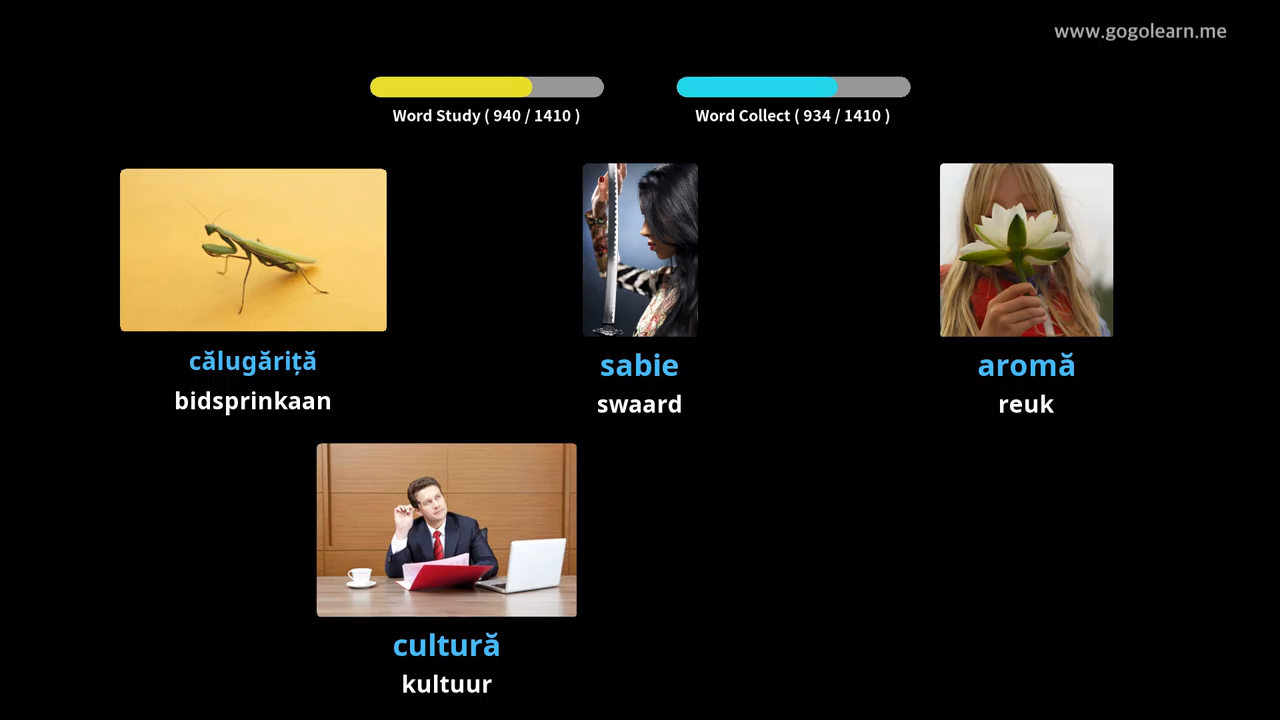 www.gogolearn.me
Word Study ( 940 / 1410 )
Word Collect ( 934 / 1410 )
călugăriță
bidsprinkaan
sabie
swaard
aromă
reuk
cultură
kultuur